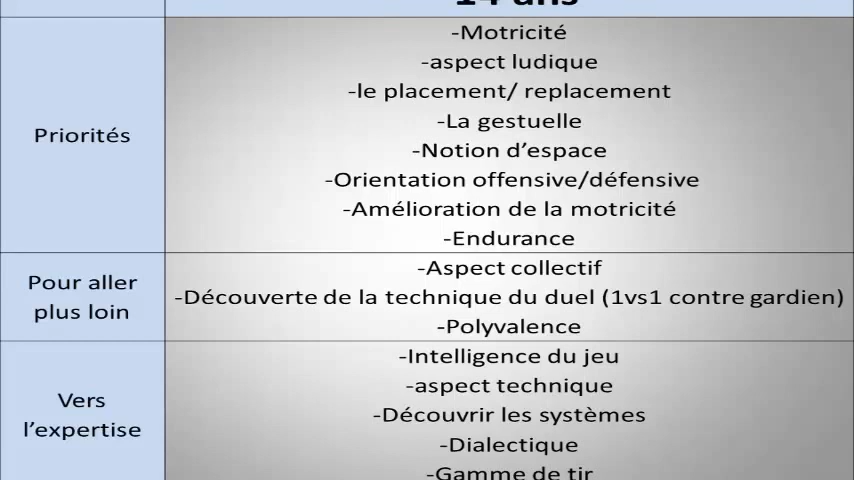 14 ans
Priorités
-Motricité
-aspect ludique
-le placement/ replacement
-La gestuelle
-Notion d’espace
-Orientation offensive/défensive
-Amélioration de la motricité
-Endurance
Pour aller
plus loin
-Aspect collectif
-Découverte de la technique du duel (1vs1 contre gardien)
-Polyvalence
Vers
l’expertise
-Intelligence du jeu
-aspect technique
-Découvrir les systèmes
-Dialectique
-Gamme de tir